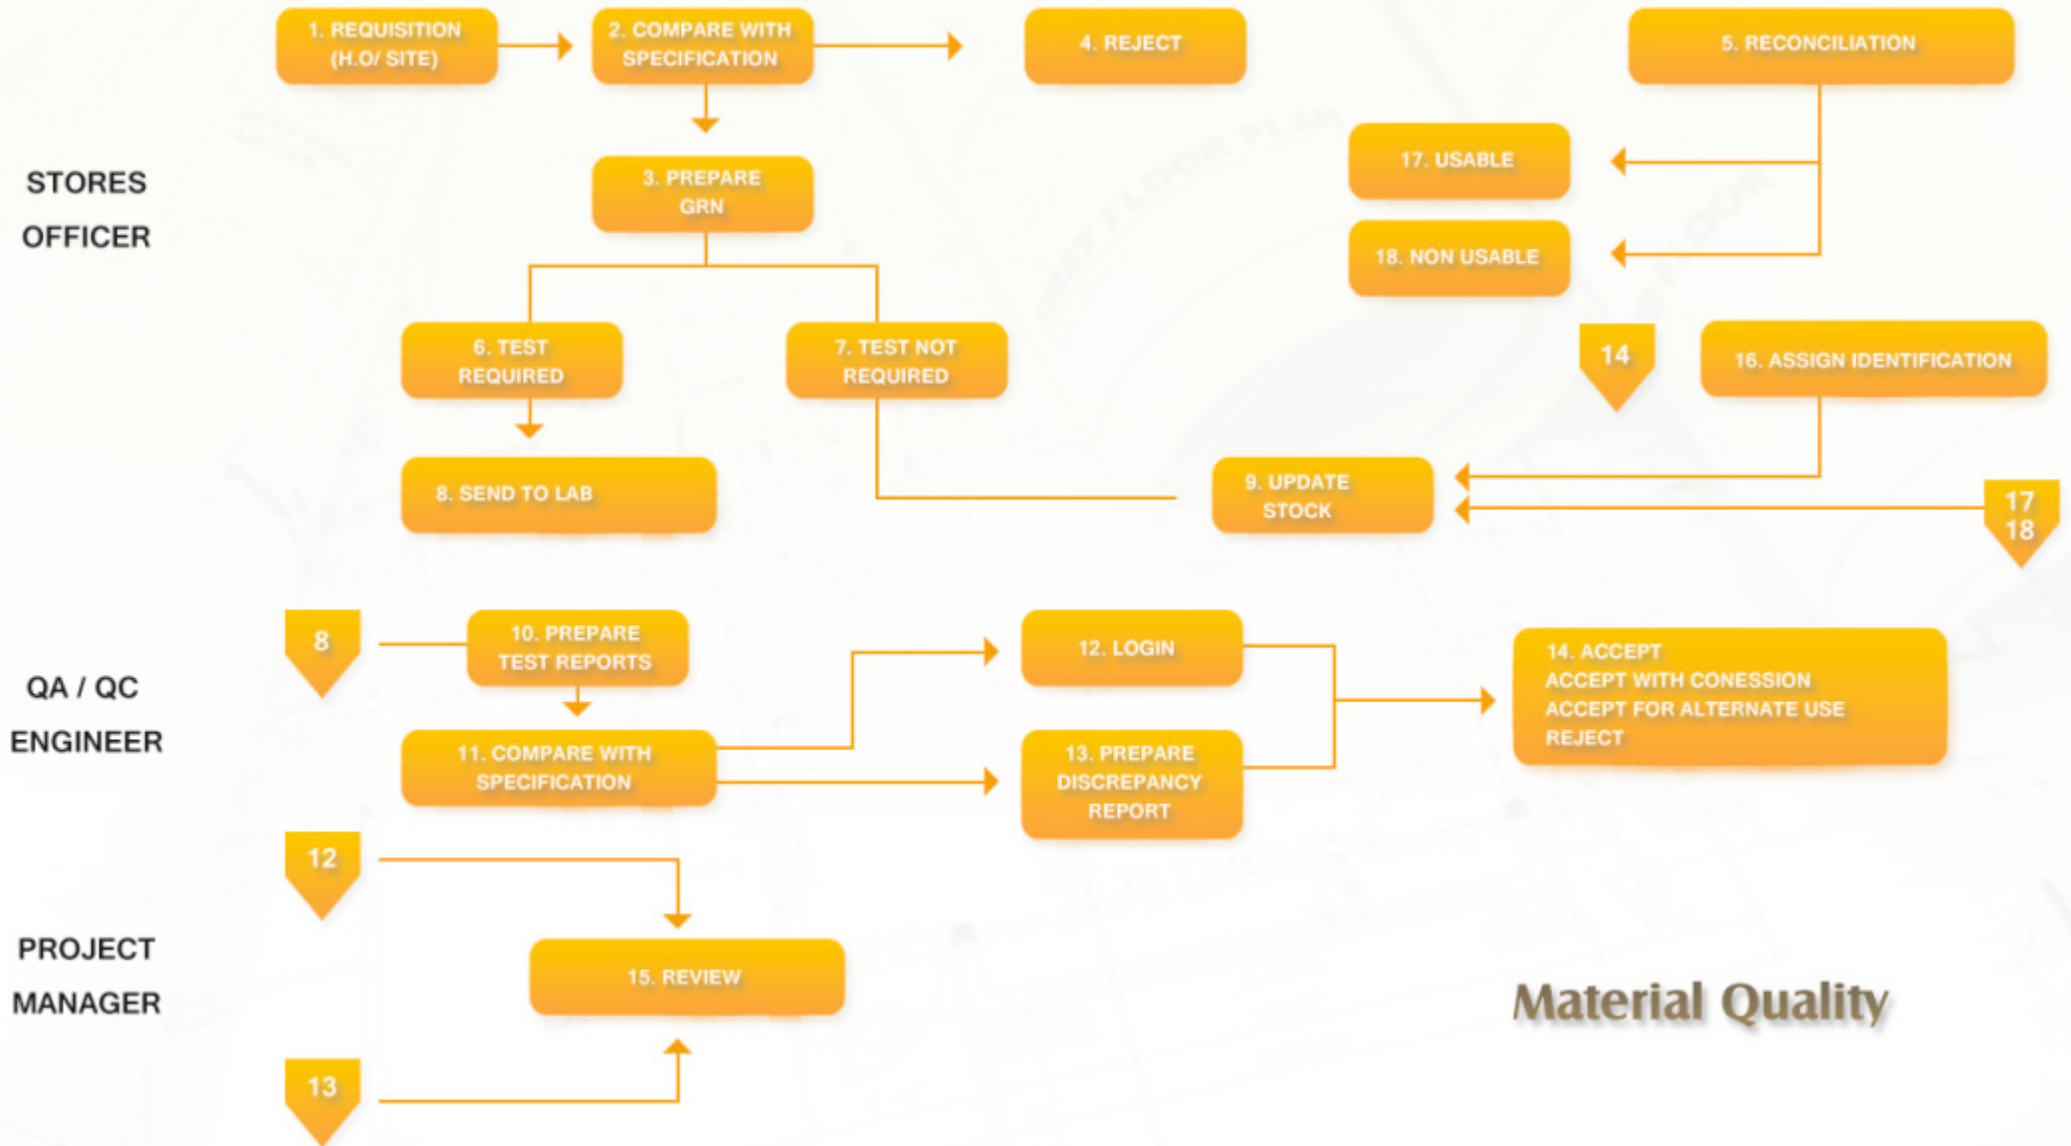 1. REQUISITION
(H.O/ SITE)
2. COMPARE WITH
SPECIFICATION
4. REJECT
5. RECONCILIATION
STORES
OFFICER
3. PREPARE
GRN
17. USABLE
18. NON USABLE
6. TEST
REQUIRED
7. TEST NOT
REQUIRED
14
16. ASSIGN IDENTIFICATION
8. SEND TO LAB
9. UPDATE
STOCK
17
18
QA / QC
ENGINEER
8
10. PREPARE
TEST REPORTS
12. LOGIN
14. ACCEPT
ACCEPT WITH CONESSION
ACCEPT FOR ALTERNATE USE
REJECT
11. COMPARE WITH
SPECIFICATION
13. PREPARE
DISCREPANCY
REPORT
PROJECT
MANAGER
12
15. REVIEW
13
Material Quality